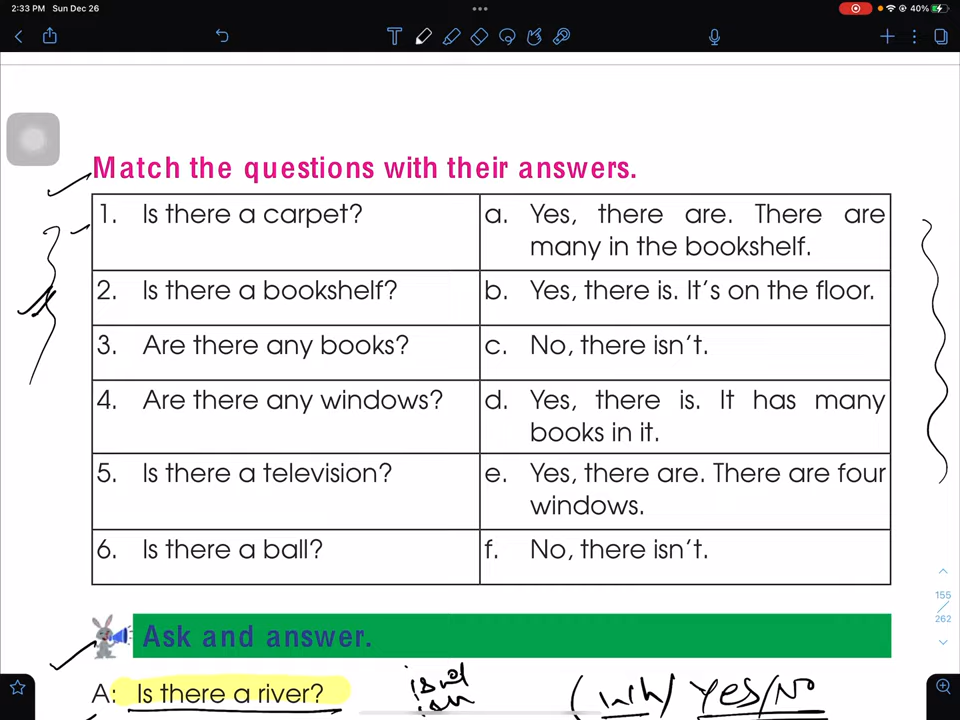 2:33 PM Sun Dec 26
40%
Match the questions with their answers.
1. Is there a carpet?
a. Yes, there are. There are
many in the bookshelf.
2. Is there a bookshelf?
b. Yes, there is. It's on the floor.
3. Are there any books?
c. No, there isn't.
4. Are there any windows?
d. Yes, there is. It has many
books in it.
5. Is there a television?
e. Yes, there are. There are four
windows.
6. Is there a ball?
f. No, there isn't.
155
/
262
Ask and answer.
A: Is there a river?
(Wh) Yes/No